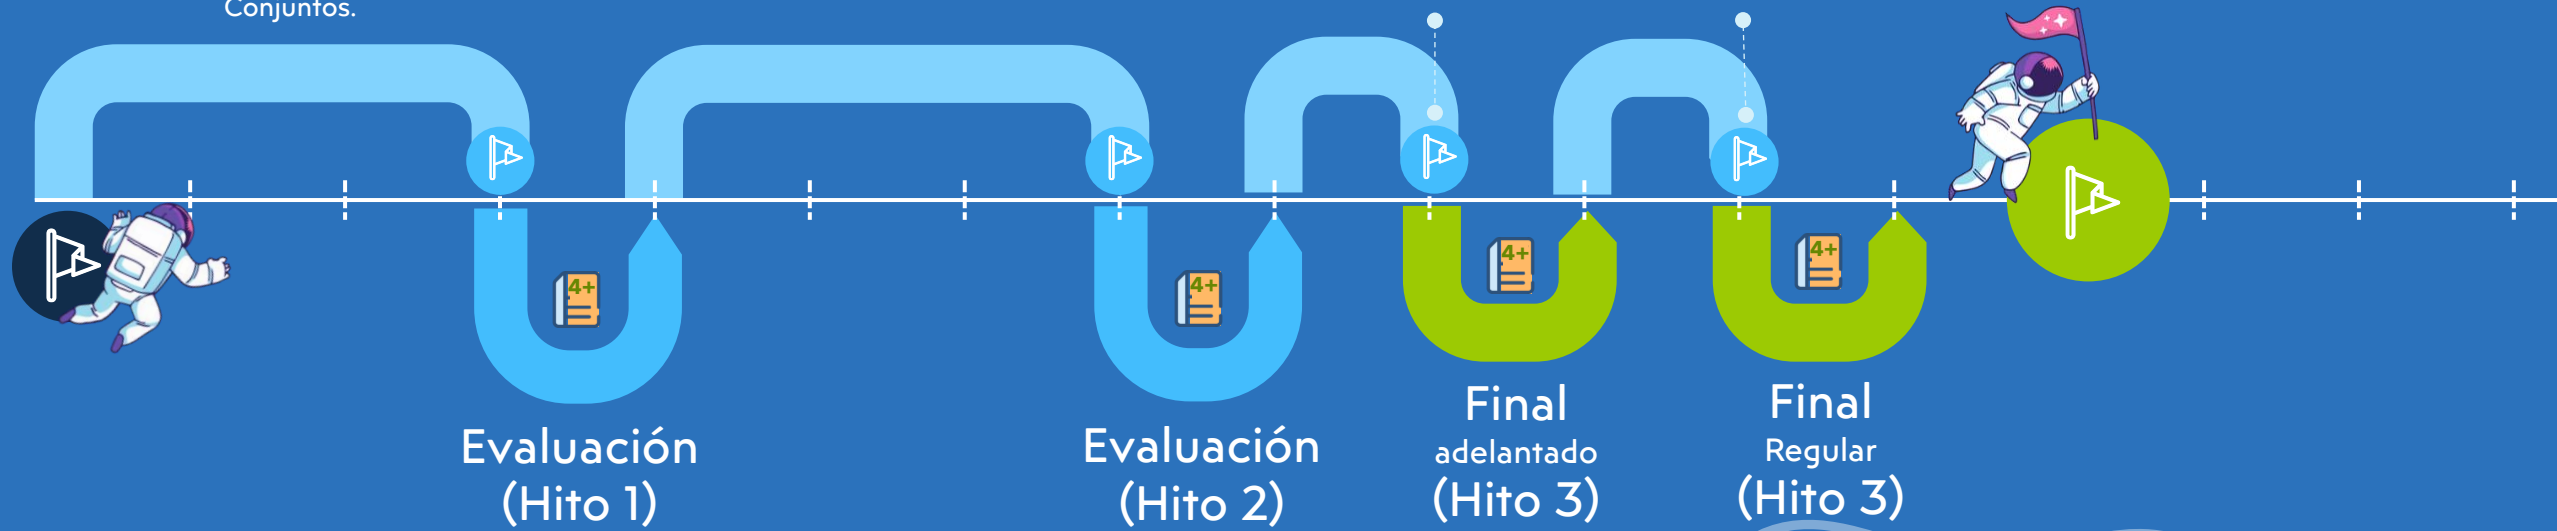 Conjuntos.
4+
4+
4+
4+
Evaluación
(Hito 1)
Evaluación
(Hito 2)
Final
adelantado
(Hito 3)
Final
Regular
(Hito 3)